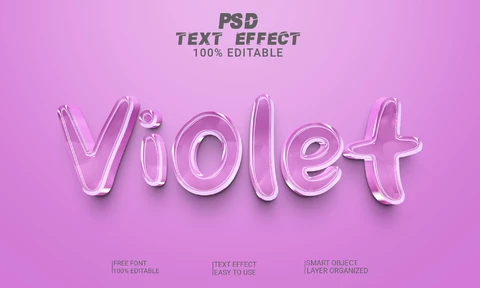 PSD
TEXT EFFECT
100% EDITABLE
Violet
FREE FONT
100% EDITABLE
TEXT EFFECT
EASY TO USE
SMART OBJECT
LAYER ORGANIZED